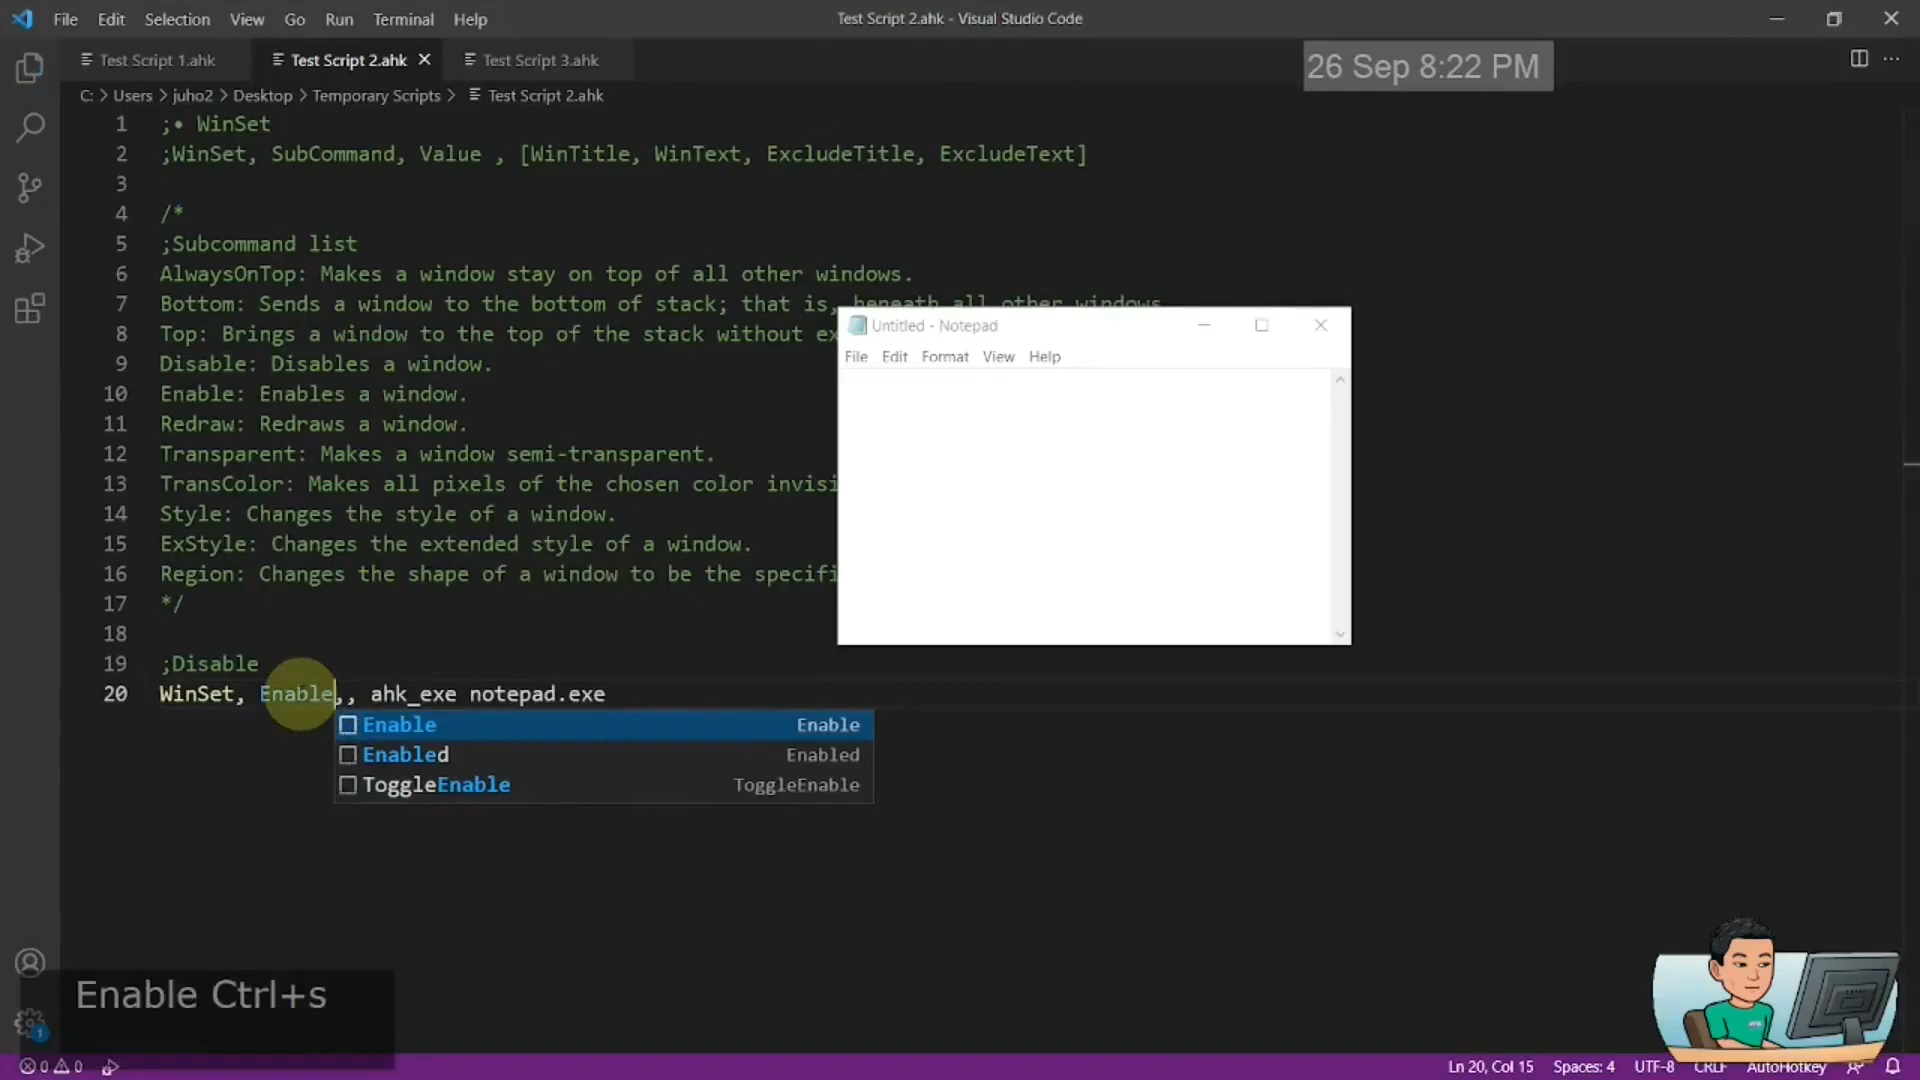 File Edit Selection View Go Run Terminal Help
Test Script 2.ahk - Visual Studio Code
Test Script 1.ahk
Test Script 2.ahk
Test Script 3.ahk
26 Sep 8:22 PM
C: > Users > juho2 > Desktop > Temporary Scripts > Test Script 2.ahk
1 ;• WinSet
2 ;WinSet, SubCommand, Value , [WinTitle, WinText, ExcludeTitle, ExcludeText]
3
4 /*
5 ;Subcommand list
6 AlwaysOnTop: Makes a window stay on top of all other windows.
7 Bottom: Sends a window to the bottom of stack; that is, beneath all other windows
8 Top: Brings a window to the top of the stack without ex
9 Disable: Disables a window.
10 Enable: Enables a window.
11 Redraw: Redraws a window.
12 Transparent: Makes a window semi-transparent.
13 TransColor: Makes all pixels of the chosen color invisi
14 Style: Changes the style of a window.
15 ExStyle: Changes the extended style of a window.
16 Region: Changes the shape of a window to be the specifi
17 */
18
19 ;Disable
20 WinSet, Enable,, ahk_exe notepad.exe
Enable Enable
Enabled Enabled
ToggleEnable ToggleEnable
Untitled - Notepad
File Edit Format View Help
Enable Ctrl+s
1
0 0
Ln 20, Col 15 Spaces: 4 UTF-8 CRLF AutoHotkey